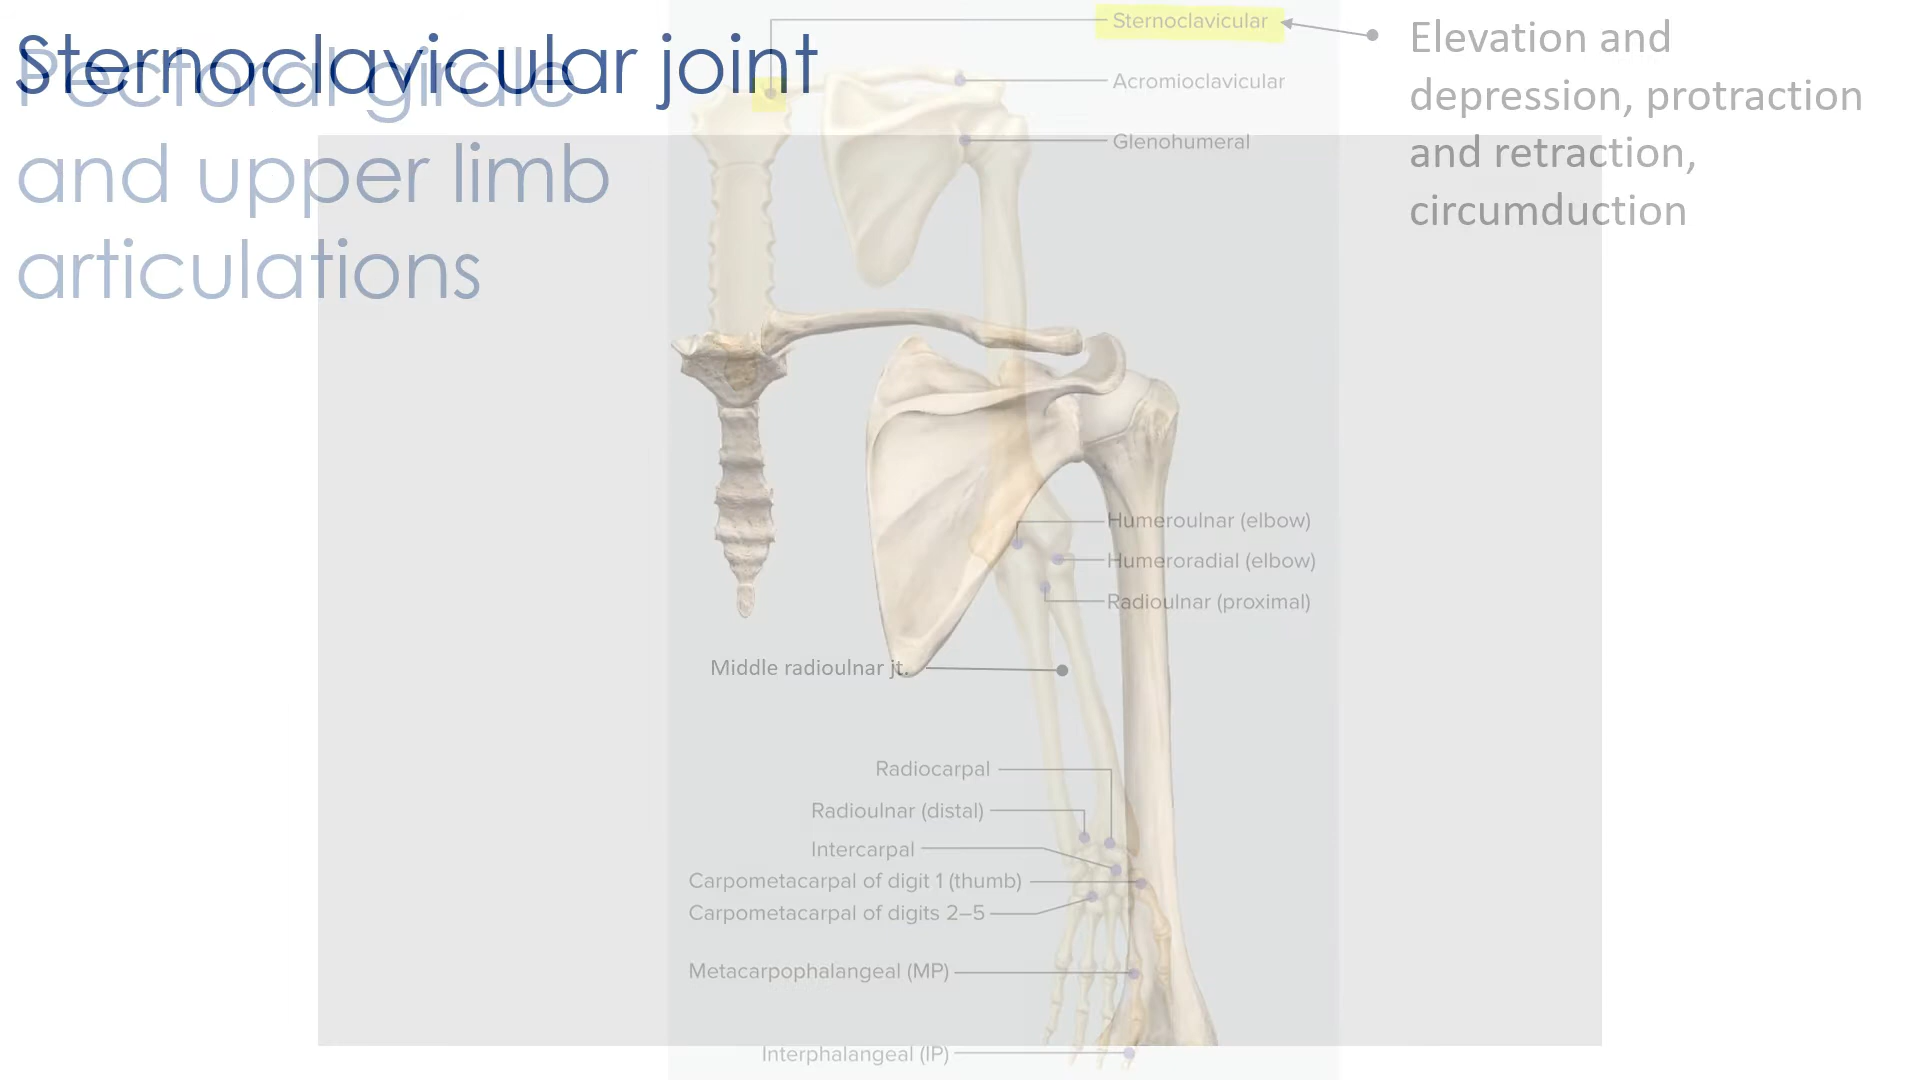 Sternoclavicular joint
Pectoral girdle
and upper limb
articulations
Sternoclavicular
Acromioclavicular
Glenohumeral
Elevation and
depression, protraction
and retraction,
circumduction
Humeroulnar (elbow)
Humeroradial (elbow)
Radioulnar (proximal)
Middle radioulnar jt.
Radiocarpal
Radioulnar (distal)
Intercarpal
Carpometacarpal of digit 1 (thumb)
Carpometacarpal of digits 2–5
Metacarpophalangeal (MP)
Interphalangeal (IP)